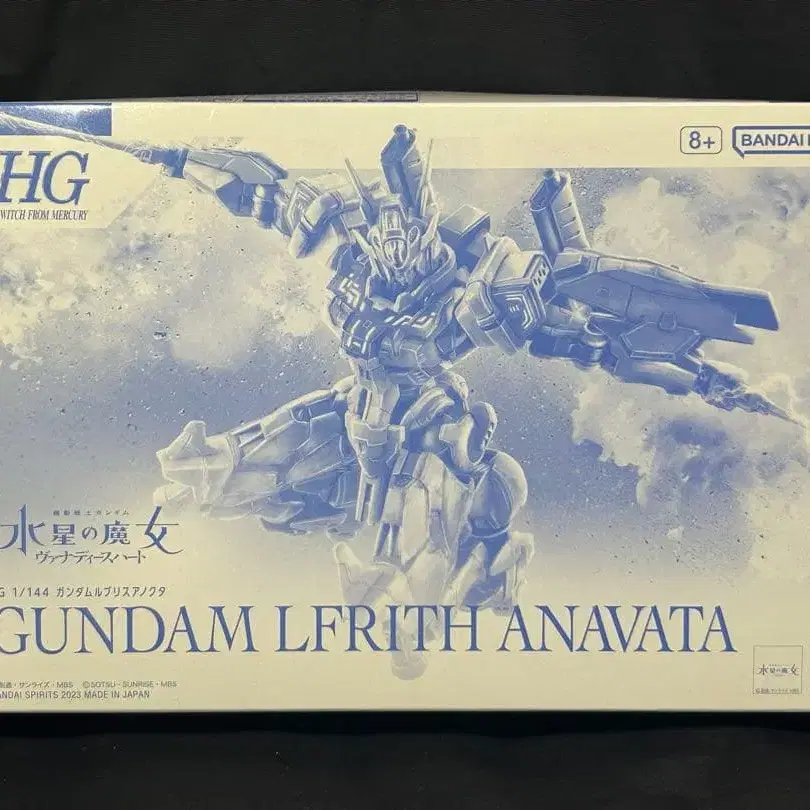 HG
WITCH FROM MERCURY
8+
BANDAI
機動戦士ガンダム
水星の魔女
ヴァナディースハート
G 1/144 ガンダムルブリスアノクタ
GUNDAM LFRITH ANAVATA
創通・サンライズ・MBS ©SOTSU・SUNRISE・MBS
ANDAI SPIRITS 2023 MADE IN JAPAN
水星の魔女